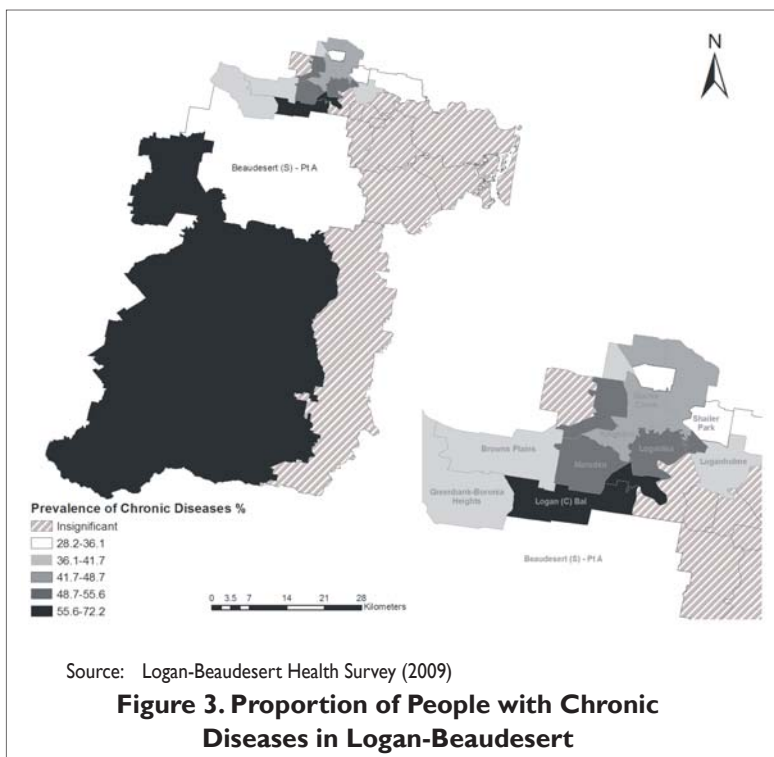 N
Beaudesert (S) - Pt A
Shailer
Park
Browns Plains
Marsden
Loganlea
Loganholme
Greenbank-Boronia
Heights
Logan (C) Bal
Beaudesert (S) - Pt A
Prevalence of Chronic Diseases %
Insignificant
28.2-36.1
36.1-41.7
41.7-48.7
48.7-55.6
55.6-72.2
0 3.5 7 14 21 28
Kilometers
Source: Logan-Beaudesert Health Survey (2009)
Figure 3. Proportion of People with Chronic
Diseases in Logan-Beaudesert